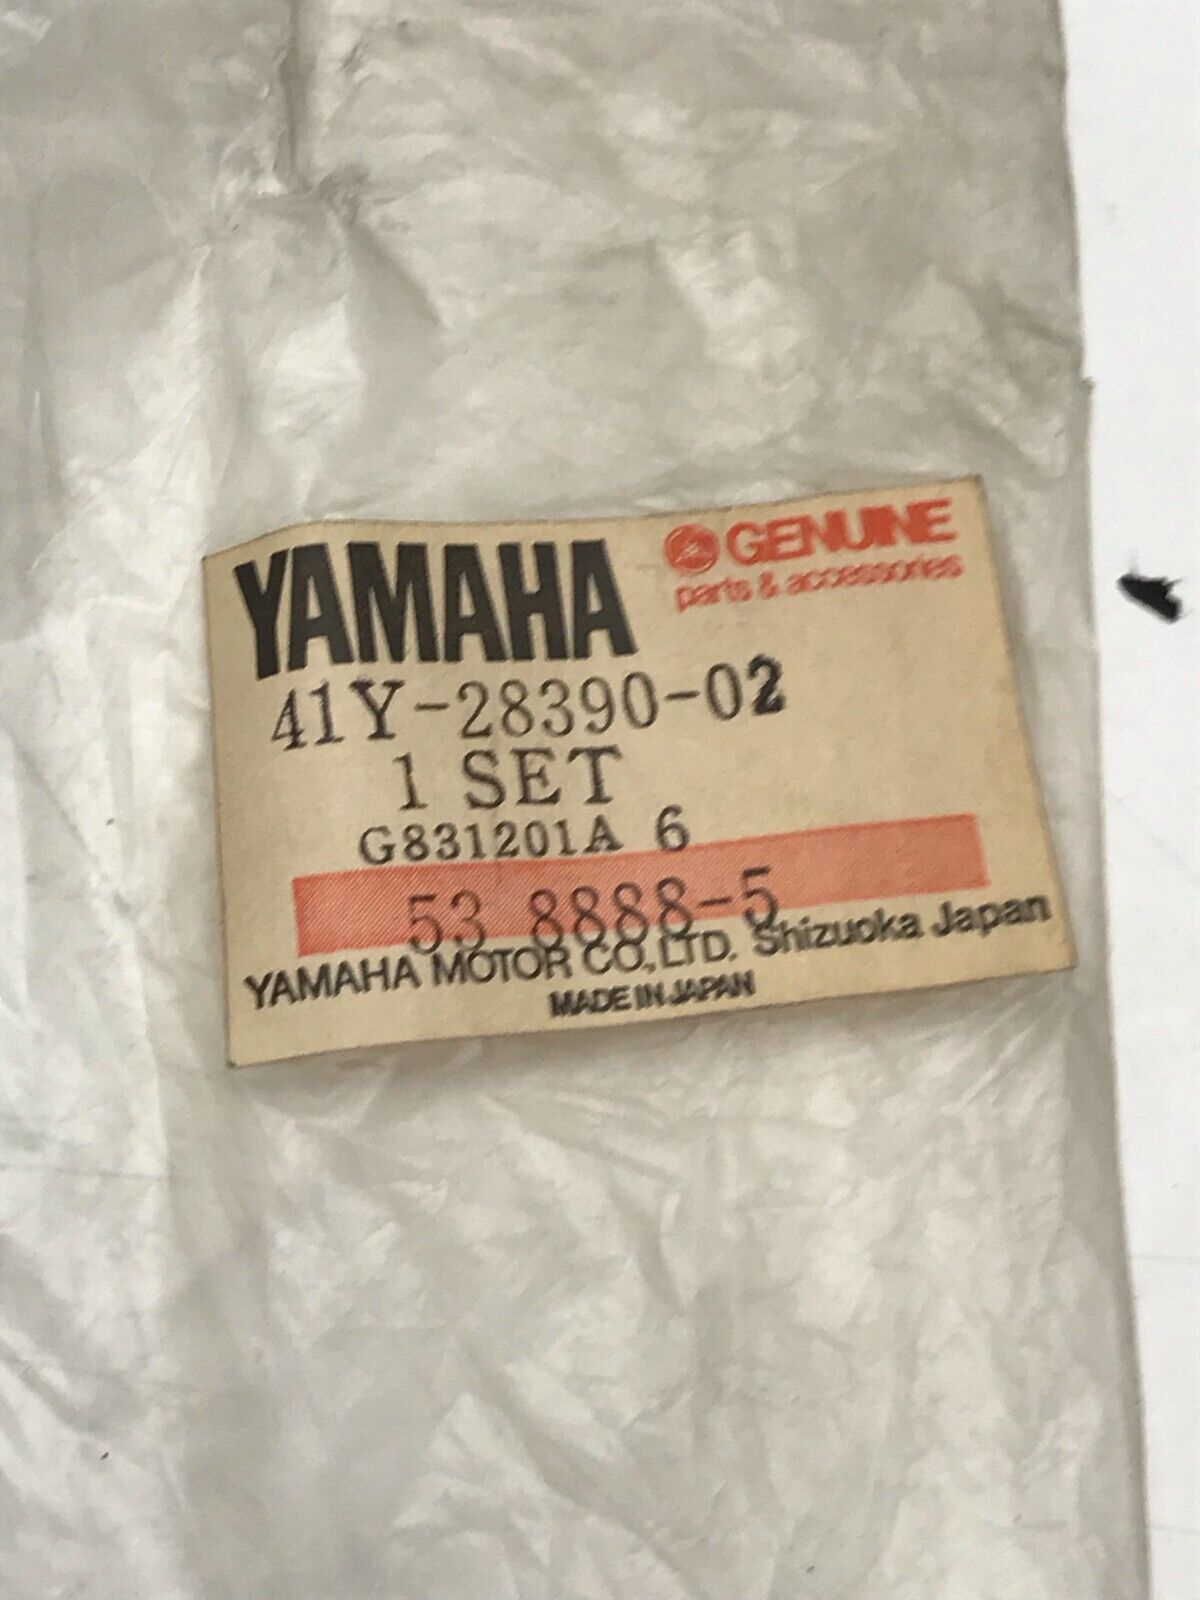 YAMAHA
GENUINE
parts & accessories
41Y-28390-02
1 SET
G831201A 6
53 8888-5
YAMAHA MOTOR CO.,LTD. Shizuoka Japan
MADE IN JAPAN